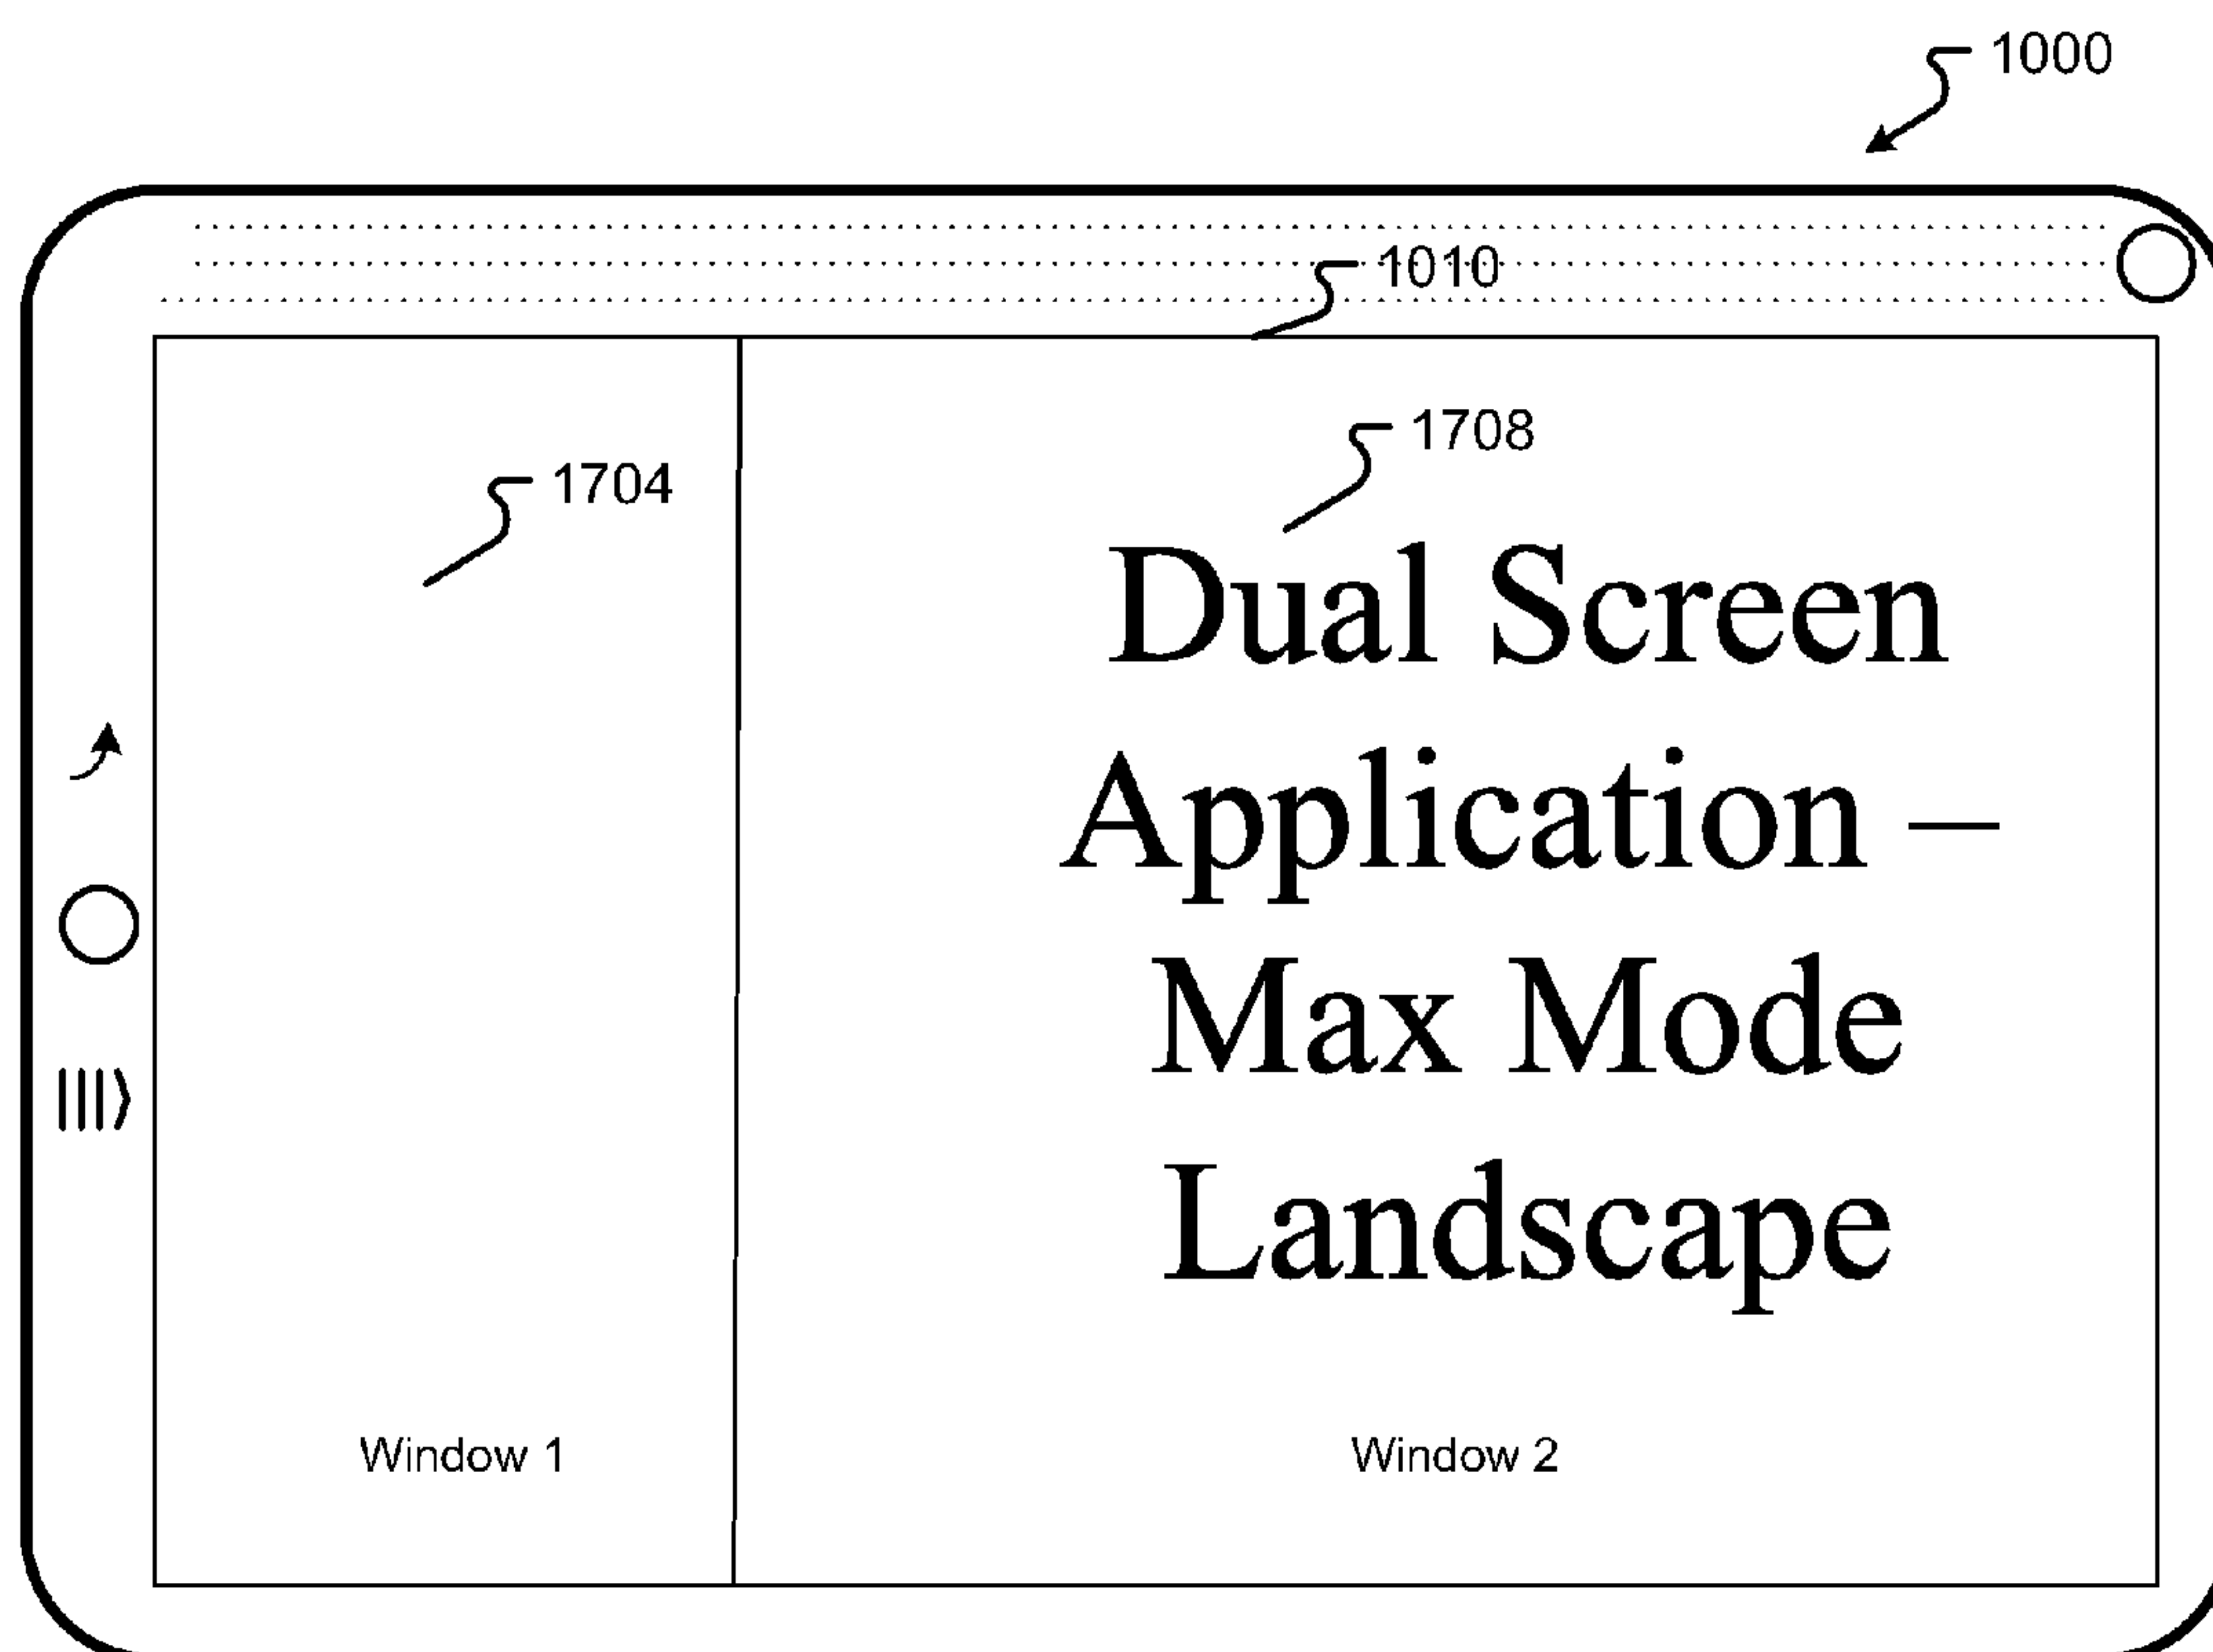 1000
1010
1708
1704
Dual Screen
Application –
Max Mode
Landscape
Window 1
Window 2